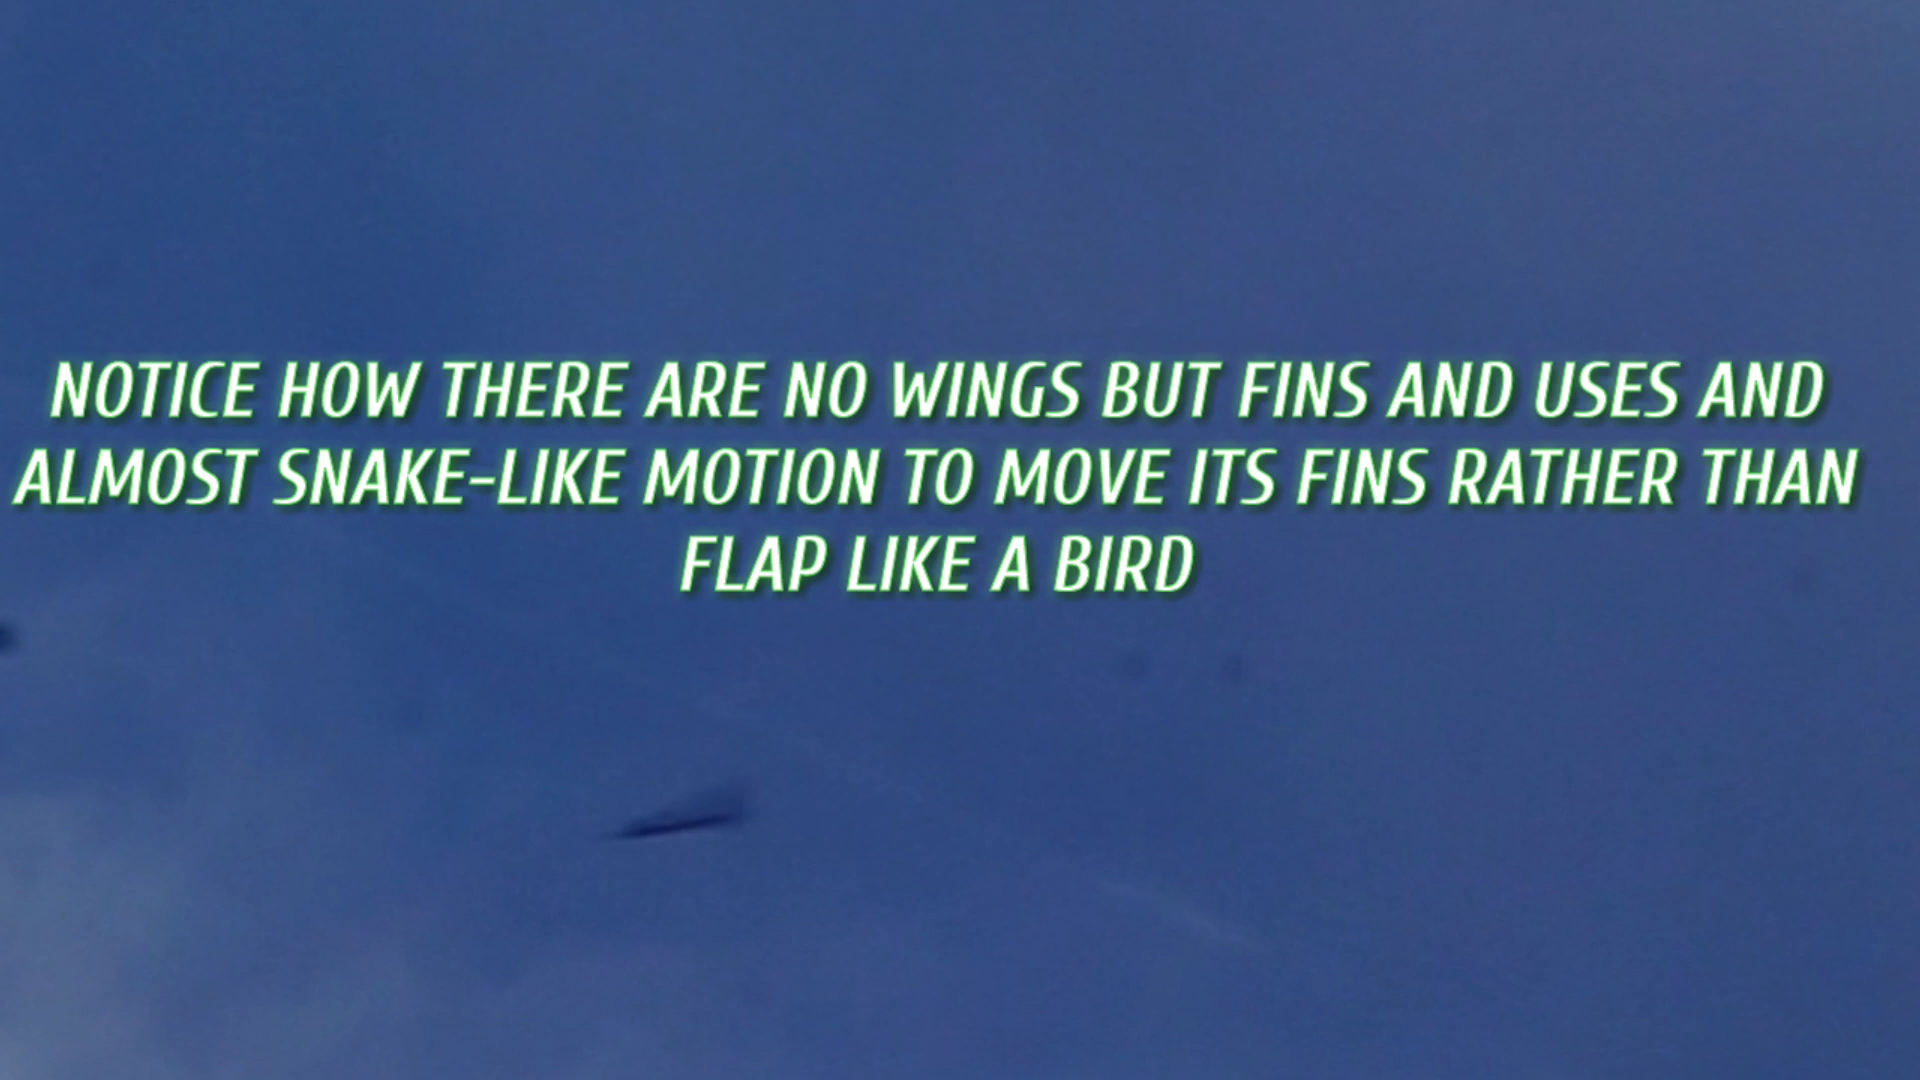 NOTICE HOW THERE ARE NO WINGS BUT FINS AND USES AND
ALMOST SNAKE-LIKE MOTION TO MOVE ITS FINS RATHER THAN
FLAP LIKE A BIRD